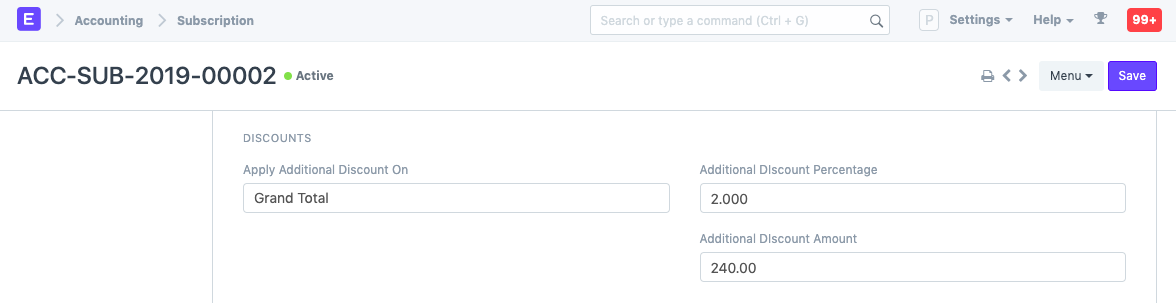 E Accounting Subscription Search or type a command (Ctrl + G) P Settings Help 99+
ACC-SUB-2019-00002 Active Menu Save
DISCOUNTS
Apply Additional Discount On Additional DIscount Percentage
Grand Total 2.000
Additional DIscount Amount
240.00